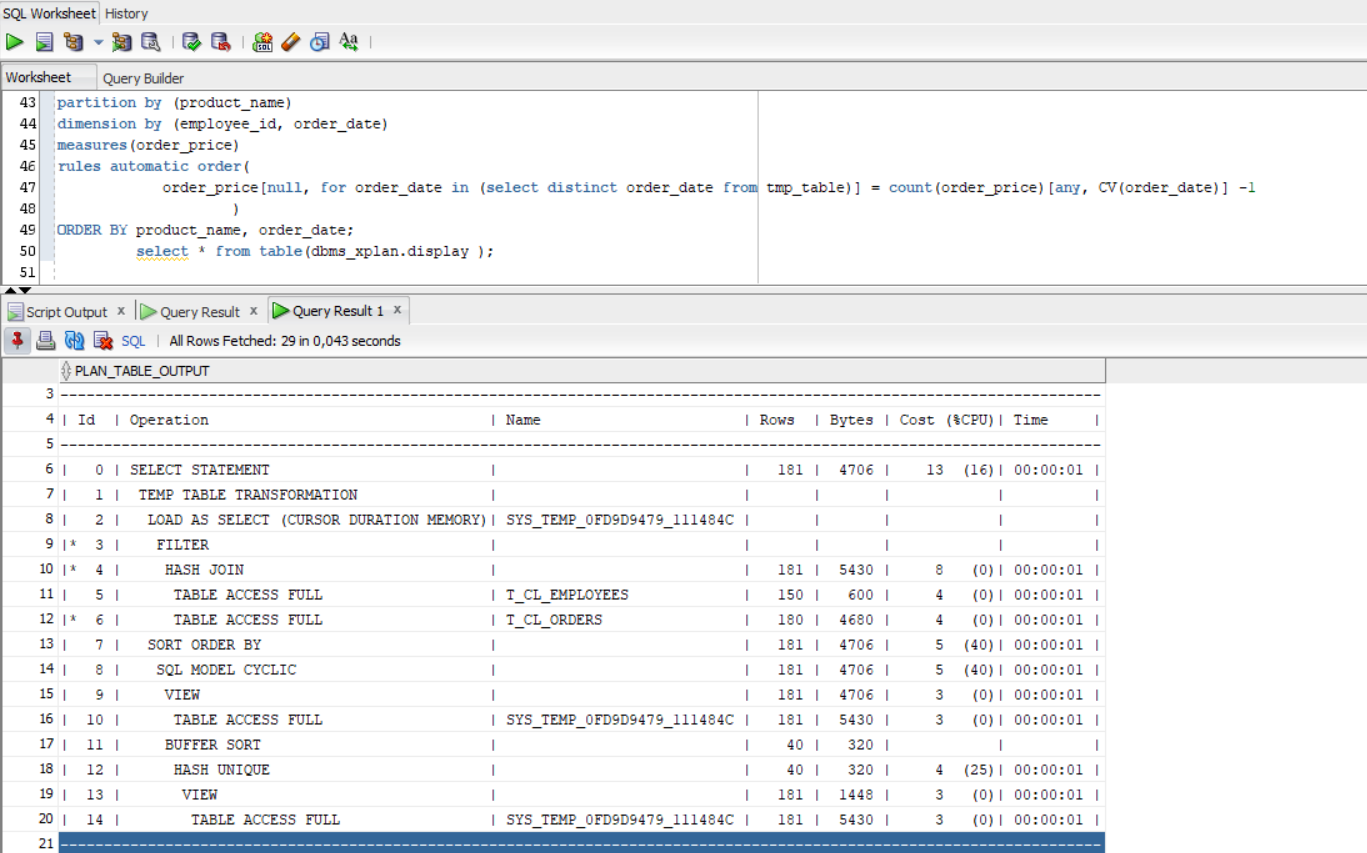 SQL Worksheet History
Worksheet Query Builder
43 partition by (product_name)
44 dimension by (employee_id, order_date)
45 measures(order_price)
46 rules automatic order(
47 order_price[null, for order_date in (select distinct order_date from tmp_table)] = count(order_price)[any, CV(order_date)] -1
48 )
49 ORDER BY product_name, order_date;
50 select * from table(dbms_xplan.display );
51
Script Output x Query Result x Query Result 1 x
SQL | All Rows Fetched: 29 in 0,043 seconds
PLAN_TABLE_OUTPUT
3 ----------------------------------------------------------------------------------------------------------------------
4 | Id | Operation | Name | Rows | Bytes | Cost (%CPU)| Time |
5 ----------------------------------------------------------------------------------------------------------------------
6 | 0 | SELECT STATEMENT | | 181 | 4706 | 13 (16)| 00:00:01 |
7 | 1 | TEMP TABLE TRANSFORMATION | | | | | |
8 | 2 | LOAD AS SELECT (CURSOR DURATION MEMORY)| SYS_TEMP_0FD9D9479_111484C | | | | |
9 |* 3 | FILTER | | | | | |
10 |* 4 | HASH JOIN | | 181 | 5430 | 8 (0)| 00:00:01 |
11 | 5 | TABLE ACCESS FULL | T_CL_EMPLOYEES | 150 | 600 | 4 (0)| 00:00:01 |
12 |* 6 | TABLE ACCESS FULL | T_CL_ORDERS | 180 | 4680 | 4 (0)| 00:00:01 |
13 | 7 | SORT ORDER BY | | 181 | 4706 | 5 (40)| 00:00:01 |
14 | 8 | SQL MODEL CYCLIC | | 181 | 4706 | 5 (40)| 00:00:01 |
15 | 9 | VIEW | | 181 | 4706 | 3 (0)| 00:00:01 |
16 | 10 | TABLE ACCESS FULL | SYS_TEMP_0FD9D9479_111484C | 181 | 5430 | 3 (0)| 00:00:01 |
17 | 11 | BUFFER SORT | | 40 | 320 | | |
18 | 12 | HASH UNIQUE | | 40 | 320 | 4 (25)| 00:00:01 |
19 | 13 | VIEW | | 181 | 1448 | 3 (0)| 00:00:01 |
20 | 14 | TABLE ACCESS FULL | SYS_TEMP_0FD9D9479_111484C | 181 | 5430 | 3 (0)| 00:00:01 |
21 ----------------------------------------------------------------------------------------------------------------------